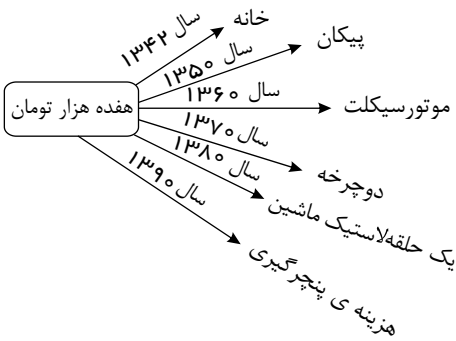 هفده هزار تومان
سال ۱۳۴۲
خانه
سال ۱۳۵۰
پیکان
سال ۱۳۶۰
موتورسیکلت
سال ۱۳۷۰
دوچرخه
سال ۱۳۸۰
یک حلقه لاستیک ماشین
سال ۱۳۹۰
هزینه ی پنچرگیری